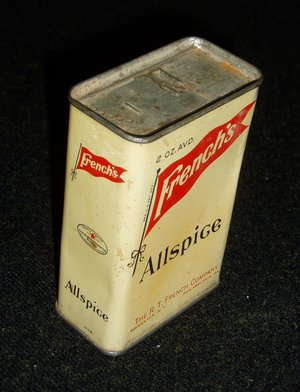 French's
Allspice
2 OZ. AVD.
French's
Allspice
THE R. T. FRENCH COMPANY